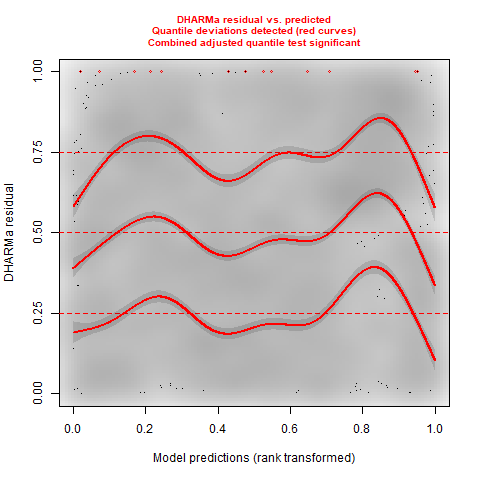 DHARMa residual vs. predicted
Quantile deviations detected (red curves)
Combined adjusted quantile test significant
1.00
0.75
0.50
0.25
0.00
DHARMa residual
0.0 0.2 0.4 0.6 0.8 1.0
Model predictions (rank transformed)